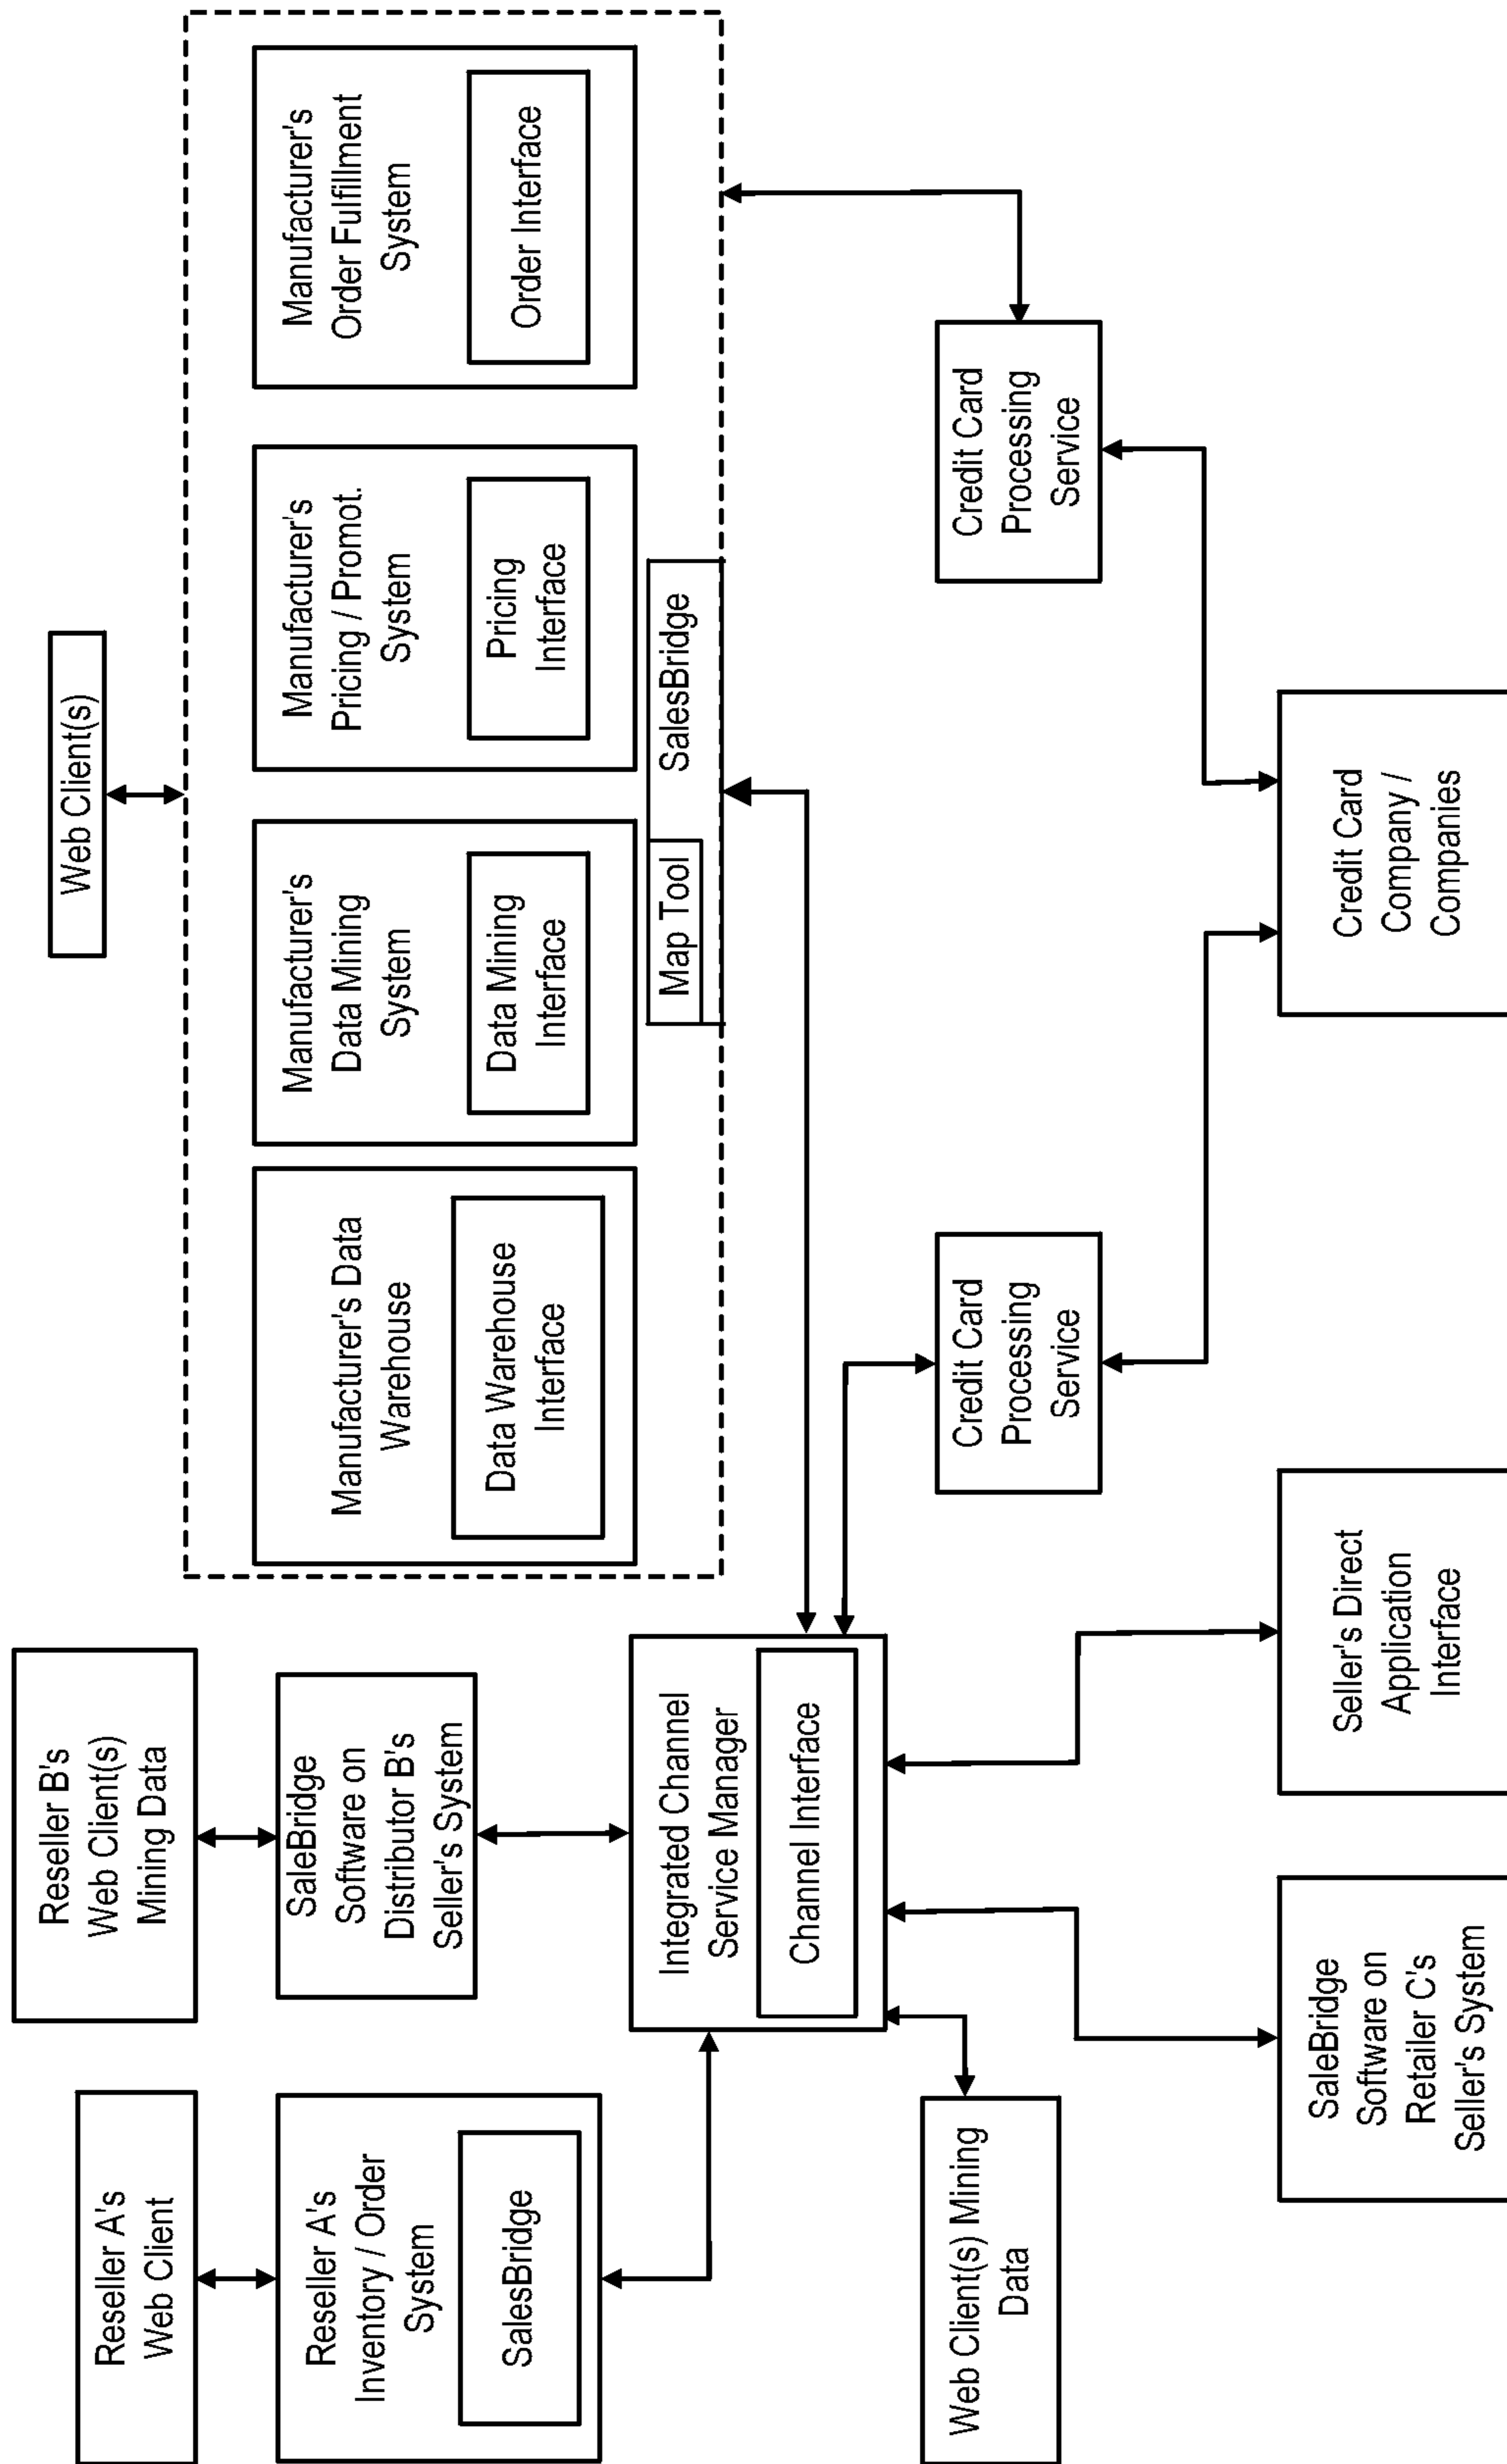 Reseller A's
Web Client
Reseller A's
Inventory / Order
System
SalesBridge
Web Client(s) Mining
Data
Reseller B's
Web Client(s)
Mining Data
SaleBridge
Software on
Distributor B's
Seller's System
Integrated Channel
Service Manager
Channel Interface
SaleBridge
Software on
Retailer C's
Seller's System
Seller's Direct
Application
Interface
Web Client(s)
Manufacturer's Data
Warehouse
Data Warehouse
Interface
Manufacturer's
Data Mining
System
Data Mining
Interface
Manufacturer's
Pricing / Promot.
System
Pricing
Interface
Manufacturer's
Order Fulfillment
System
Order Interface
Map Tool
SalesBridge
Credit Card
Processing
Service
Credit Card
Processing
Service
Credit Card
Company /
Companies